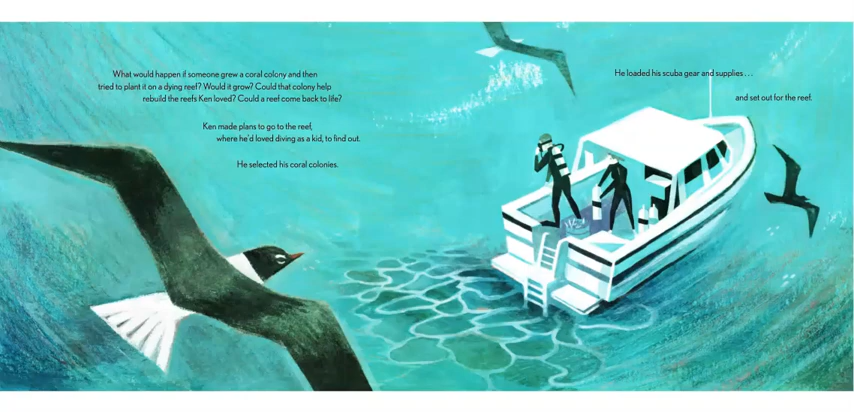 What would happen if someone grew a coral colony and then
tried to plant it on a dying reef? Would it grow? Could that colony help
rebuild the reefs Ken loved? Could a reef come back to life?
Ken made plans to go to the reef,
where he'd loved diving as a kid, to find out.
He selected his coral colonies.
He loaded his scuba gear and supplies . . .
and set out for the reef.